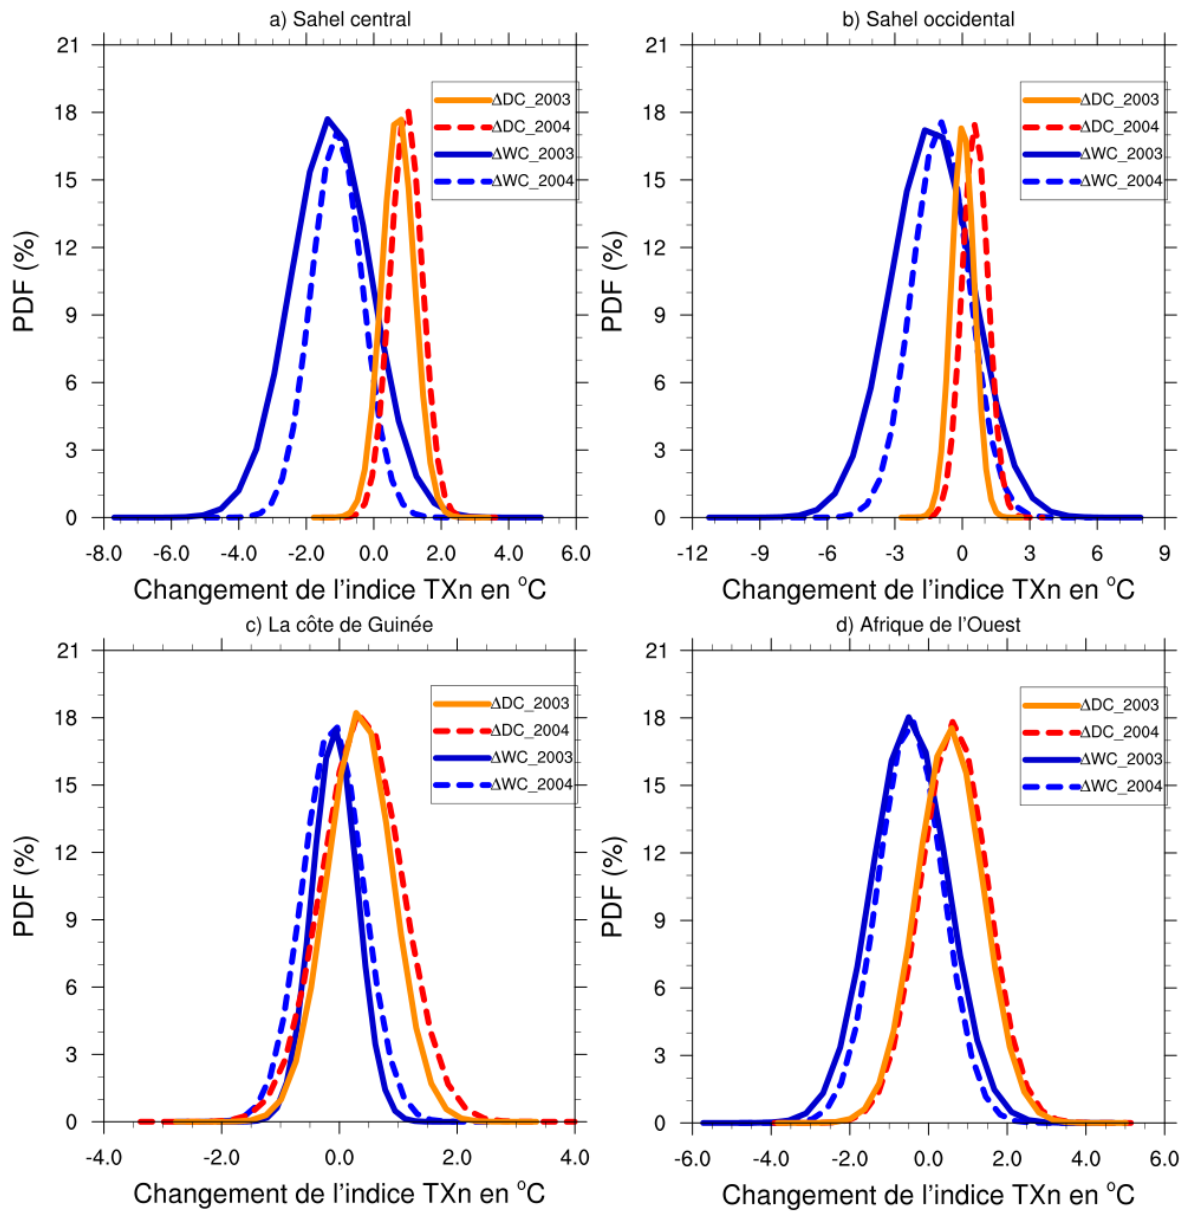 a) Sahel central
21
18
15
12
9
6
3
0
PDF (%)
ΔDC_2003
ΔDC_2004
ΔWC_2003
ΔWC_2004
-8.0 -6.0 -4.0 -2.0 0.0 2.0 4.0 6.0
Changement de l'indice TXn en °C
b) Sahel occidental
21
18
15
12
9
6
3
0
PDF (%)
ΔDC_2003
ΔDC_2004
ΔWC_2003
ΔWC_2004
-12 -9 -6 -3 0 3 6 9
Changement de l'indice TXn en °C
c) La côte de Guinée
21
18
15
12
9
6
3
0
PDF (%)
ΔDC_2003
ΔDC_2004
ΔWC_2003
ΔWC_2004
-4.0 -2.0 0.0 2.0 4.0
Changement de l'indice TXn en °C
d) Afrique de l'Ouest
21
18
15
12
9
6
3
0
PDF (%)
ΔDC_2003
ΔDC_2004
ΔWC_2003
ΔWC_2004
-6.0 -4.0 -2.0 0.0 2.0 4.0 6.0
Changement de l'indice TXn en °C